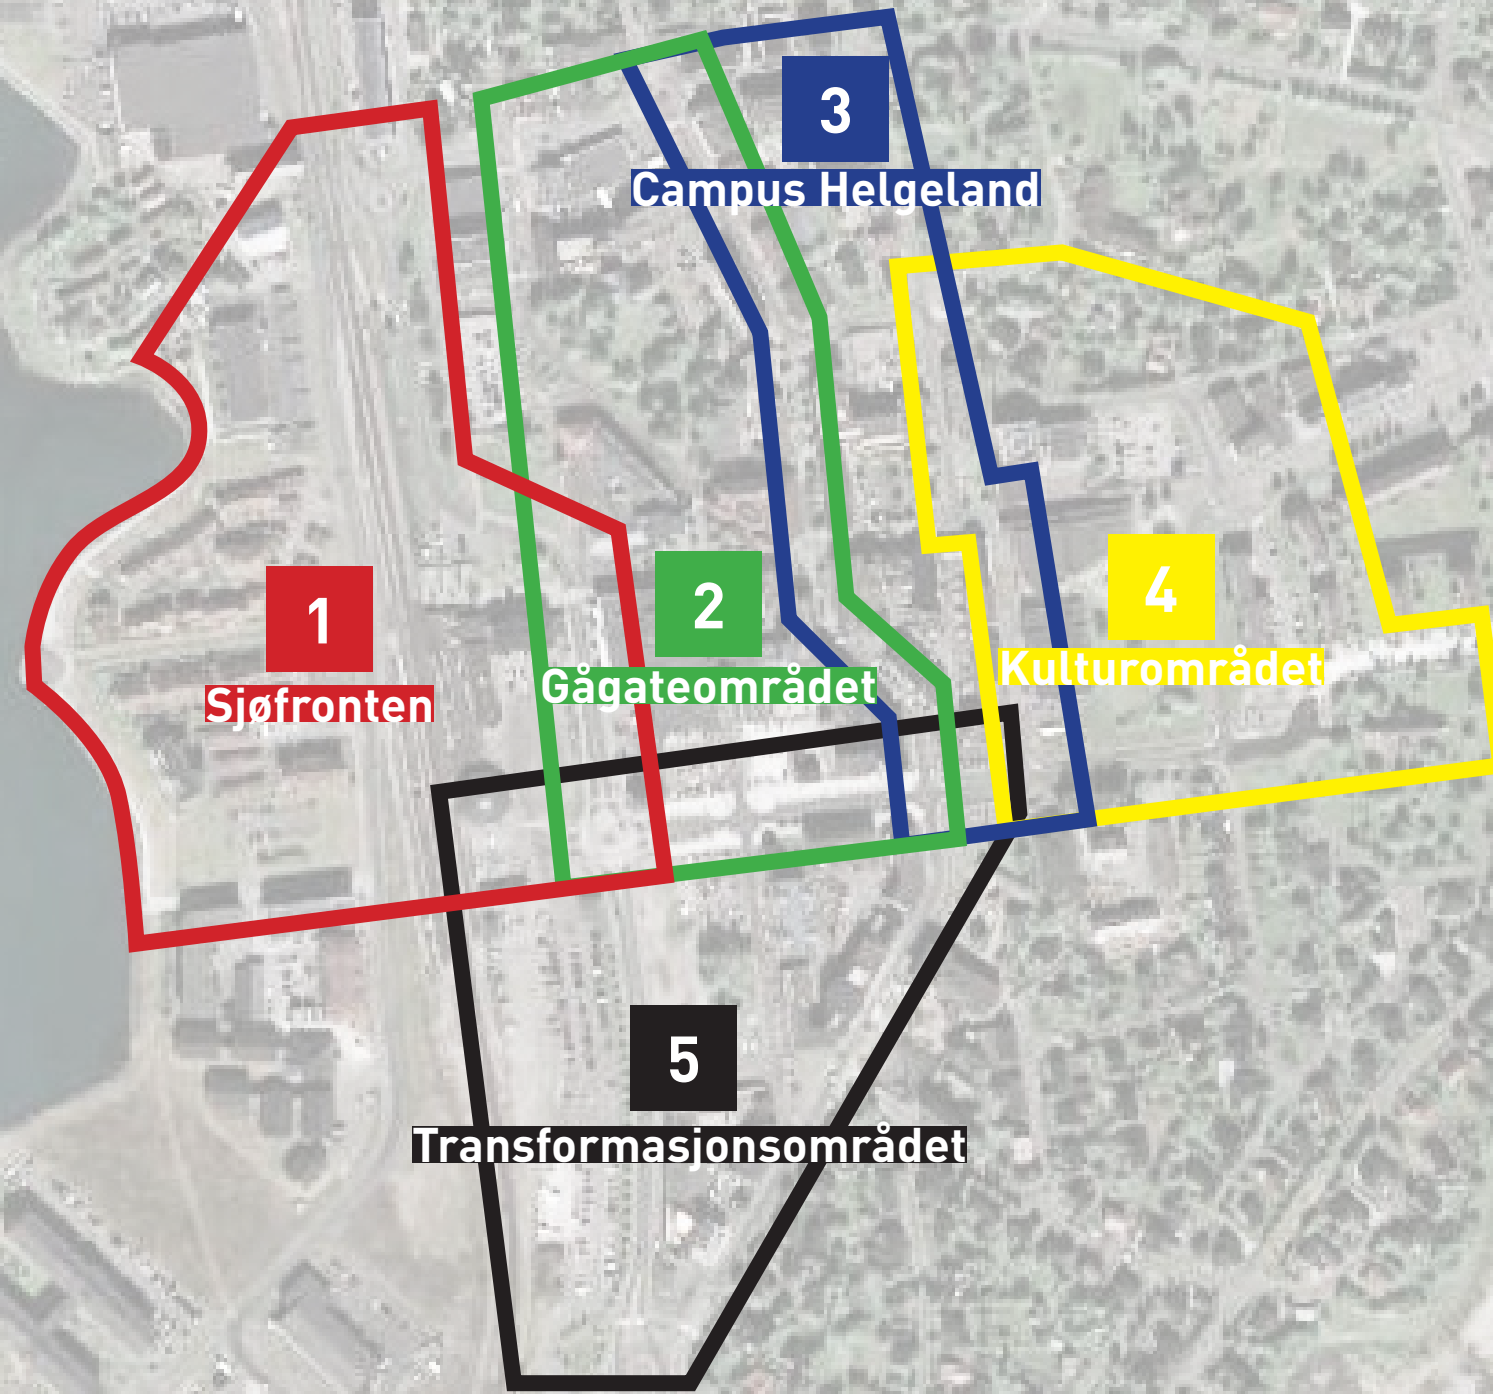 3
Campus Helgeland
2
Gågateområdet
4
Kulturområdet
1
Sjøfronten
5
Transformasjonsområdet